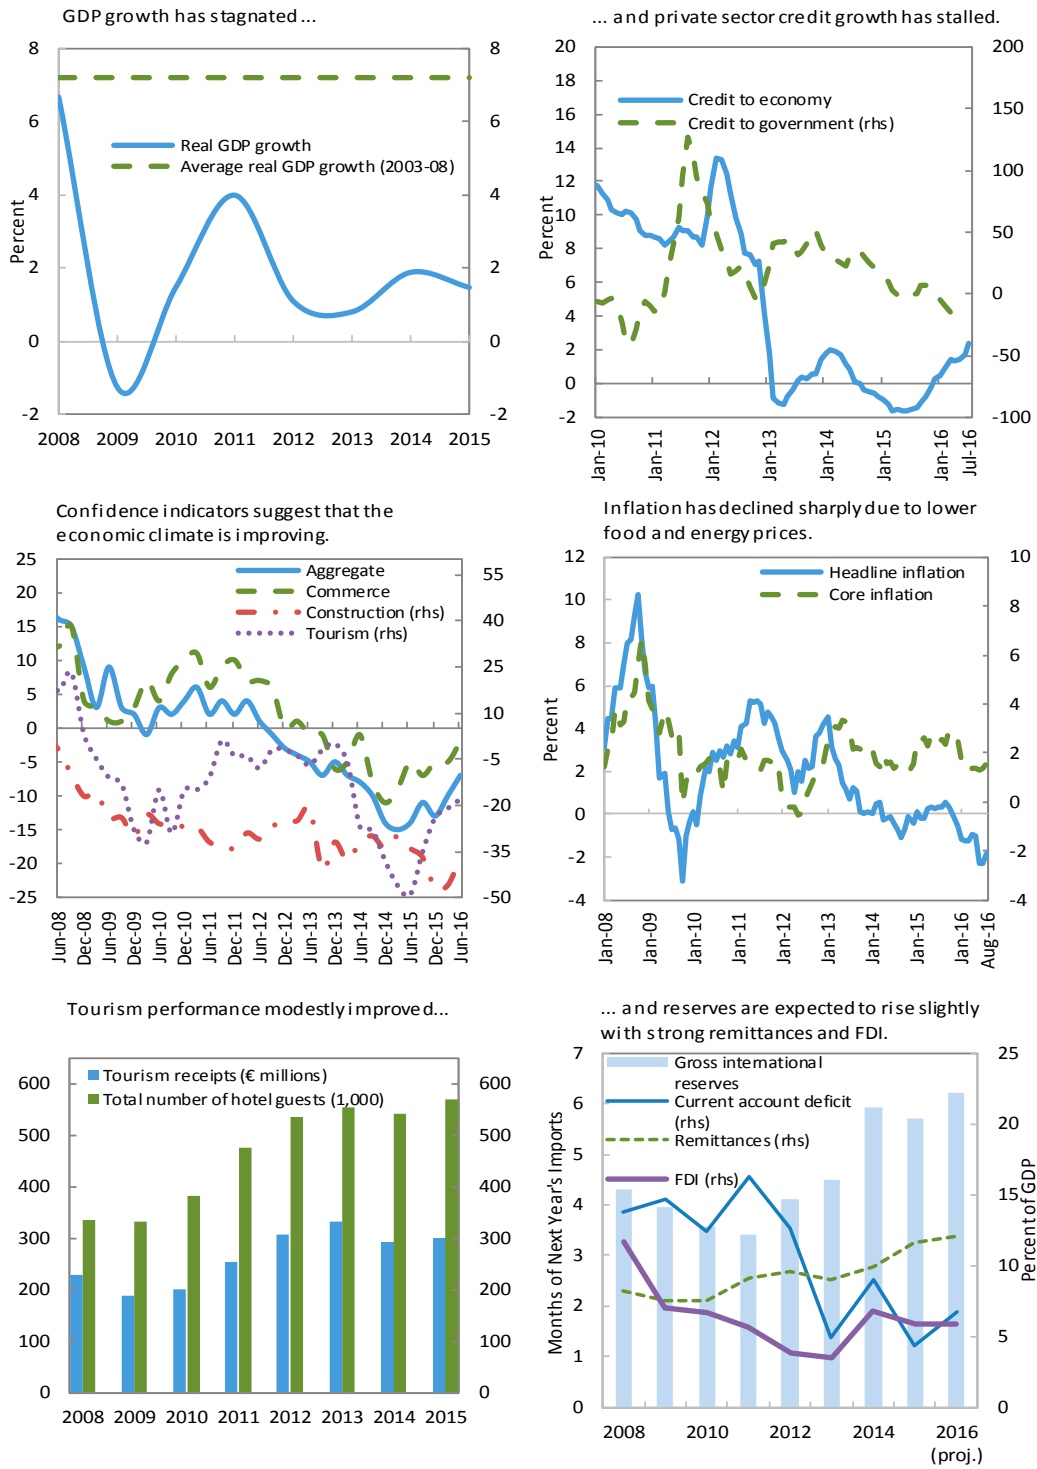 GDP growth has stagnated ...
8
6
4
2
0
-2
8
6
4
2
0
-2
Percent
Real GDP growth
Average real GDP growth (2003-08)
2008 2009 2010 2011 2012 2013 2014 2015
... and private sector credit growth has stalled.
20
18
16
14
12
10
8
6
4
2
0
-2
200
150
100
50
0
-50
-100
Percent
Credit to economy
Credit to government (rhs)
Jan-10 Jan-11 Jan-12 Jan-13 Jan-14 Jan-15 Jan-16 Jul-16
Confidence indicators suggest that the
economic climate is improving.
25
20
15
10
5
0
-5
-10
-15
-20
-25
55
40
25
10
-5
-20
-35
-50
Aggregate
Commerce
Construction (rhs)
Tourism (rhs)
Jun-08 Dec-08 Jun-09 Dec-09 Jun-10 Dec-10 Jun-11 Dec-11 Jun-12 Dec-12 Jun-13 Dec-13 Jun-14 Dec-14 Jun-15 Dec-15 Jun-16
Inflation has declined sharply due to lower
food and energy prices.
12
10
8
6
4
2
0
-2
-4
10
8
6
4
2
0
-2
-4
Percent
Headline inflation
Core inflation
Jan-08 Jan-09 Jan-10 Jan-11 Jan-12 Jan-13 Jan-14 Jan-15 Jan-16 Aug-16
Tourism performance modestly improved...
600
500
400
300
200
100
0
600
500
400
300
200
100
0
Tourism receipts (€ millions)
Total number of hotel guests (1,000)
2008 2009 2010 2011 2012 2013 2014 2015
... and reserves are expected to rise slightly
with strong remittances and FDI.
7
6
5
4
3
2
1
0
25
20
15
10
5
0
Months of Next Year's Imports
Percent of GDP
Gross international
reserves
Current account deficit
(rhs)
Remittances (rhs)
FDI (rhs)
2008 2010 2012 2014 2016
(proj.)